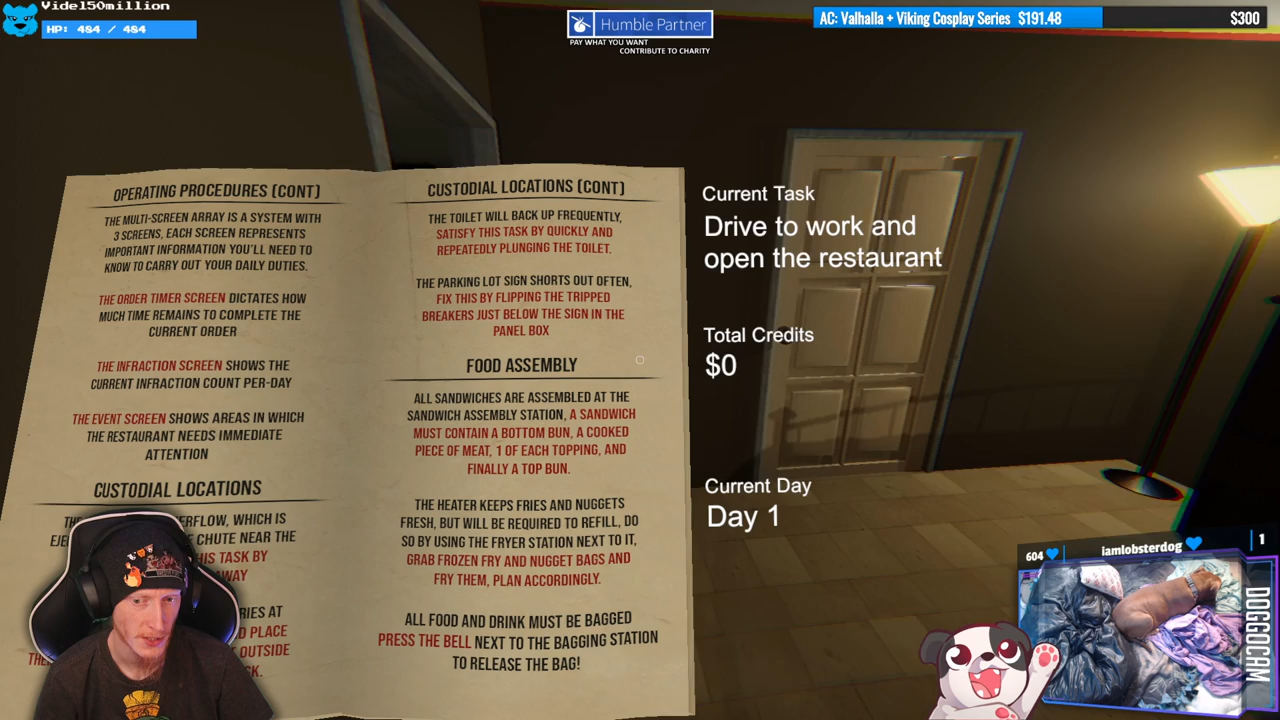 Vide150million
HP: 484 / 484
Humble Partner
PAY WHAT YOU WANT
CONTRIBUTE TO CHARITY
AC: Valhalla + Viking Cosplay Series $191.48
$300
OPERATING PROCEDURES (CONT)
THE MULTI-SCREEN ARRAY IS A SYSTEM WITH
3 SCREENS, EACH SCREEN REPRESENTS
IMPORTANT INFORMATION YOU'LL NEED TO
KNOW TO CARRY OUT YOUR DAILY DUTIES.
THE ORDER TIMER SCREEN DICTATES HOW
MUCH TIME REMAINS TO COMPLETE THE
CURRENT ORDER
THE INFRACTION SCREEN SHOWS THE
CURRENT INFRACTION COUNT PER-DAY
THE EVENT SCREEN SHOWS AREAS IN WHICH
THE RESTAURANT NEEDS IMMEDIATE
ATTENTION
CUSTODIAL LOCATIONS
WHICH IS
CHUTE NEAR THE
TASK BY
PLACE
OUTSIDE
CUSTODIAL LOCATIONS (CONT)
THE TOILET WILL BACK UP FREQUENTLY,
SATISFY THIS TASK BY QUICKLY AND
REPEATEDLY PLUNGING THE TOILET.
THE PARKING LOT SIGN SHORTS OUT OFTEN,
FIX THIS BY FLIPPING THE TRIPPED
BREAKERS JUST BELOW THE SIGN IN THE
PANEL BOX
FOOD ASSEMBLY
ALL SANDWICHES ARE ASSEMBLED AT THE
SANDWICH ASSEMBLY STATION, A SANDWICH
MUST CONTAIN A BOTTOM BUN, A COOKED
PIECE OF MEAT, 1 OF EACH TOPPING, AND
FINALLY A TOP BUN.
THE HEATER KEEPS FRIES AND NUGGETS
FRESH, BUT WILL BE REQUIRED TO REFILL, DO
SO BY USING THE FRYER STATION NEXT TO IT,
GRAB FROZEN FRY AND NUGGET BAGS AND
FRY THEM, PLAN ACCORDINGLY.
ALL FOOD AND DRINK MUST BE BAGGED
PRESS THE BELL NEXT TO THE BAGGING STATION
TO RELEASE THE BAG!
Current Task
Drive to work and
open the restaurant
Total Credits
$0
Current Day
Day 1
604
iamlobsterdog
1
DOGGOCAM